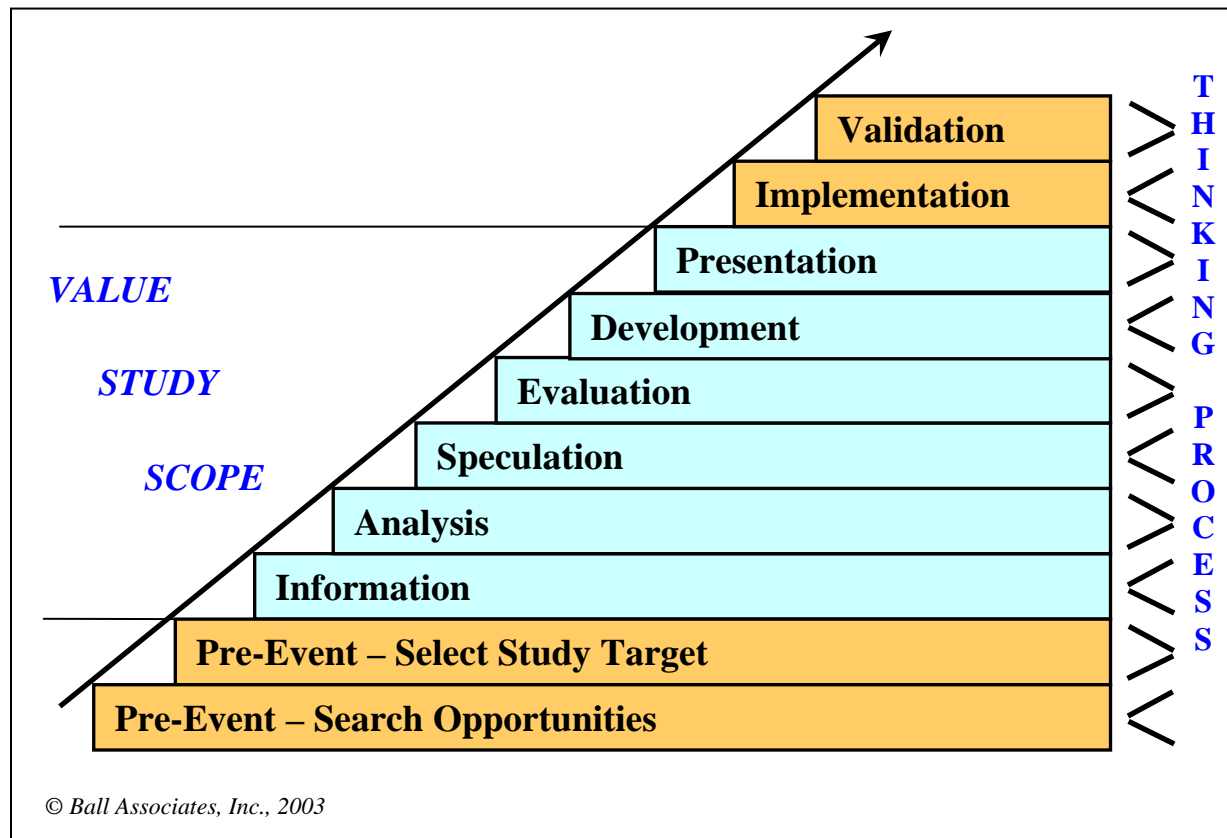 Validation
Implementation
Presentation
Development
Evaluation
Speculation
Analysis
Information
Pre-Event – Select Study Target
Pre-Event – Search Opportunities
VALUE
STUDY
SCOPE
THINKING PROCESS
© Ball Associates, Inc., 2003